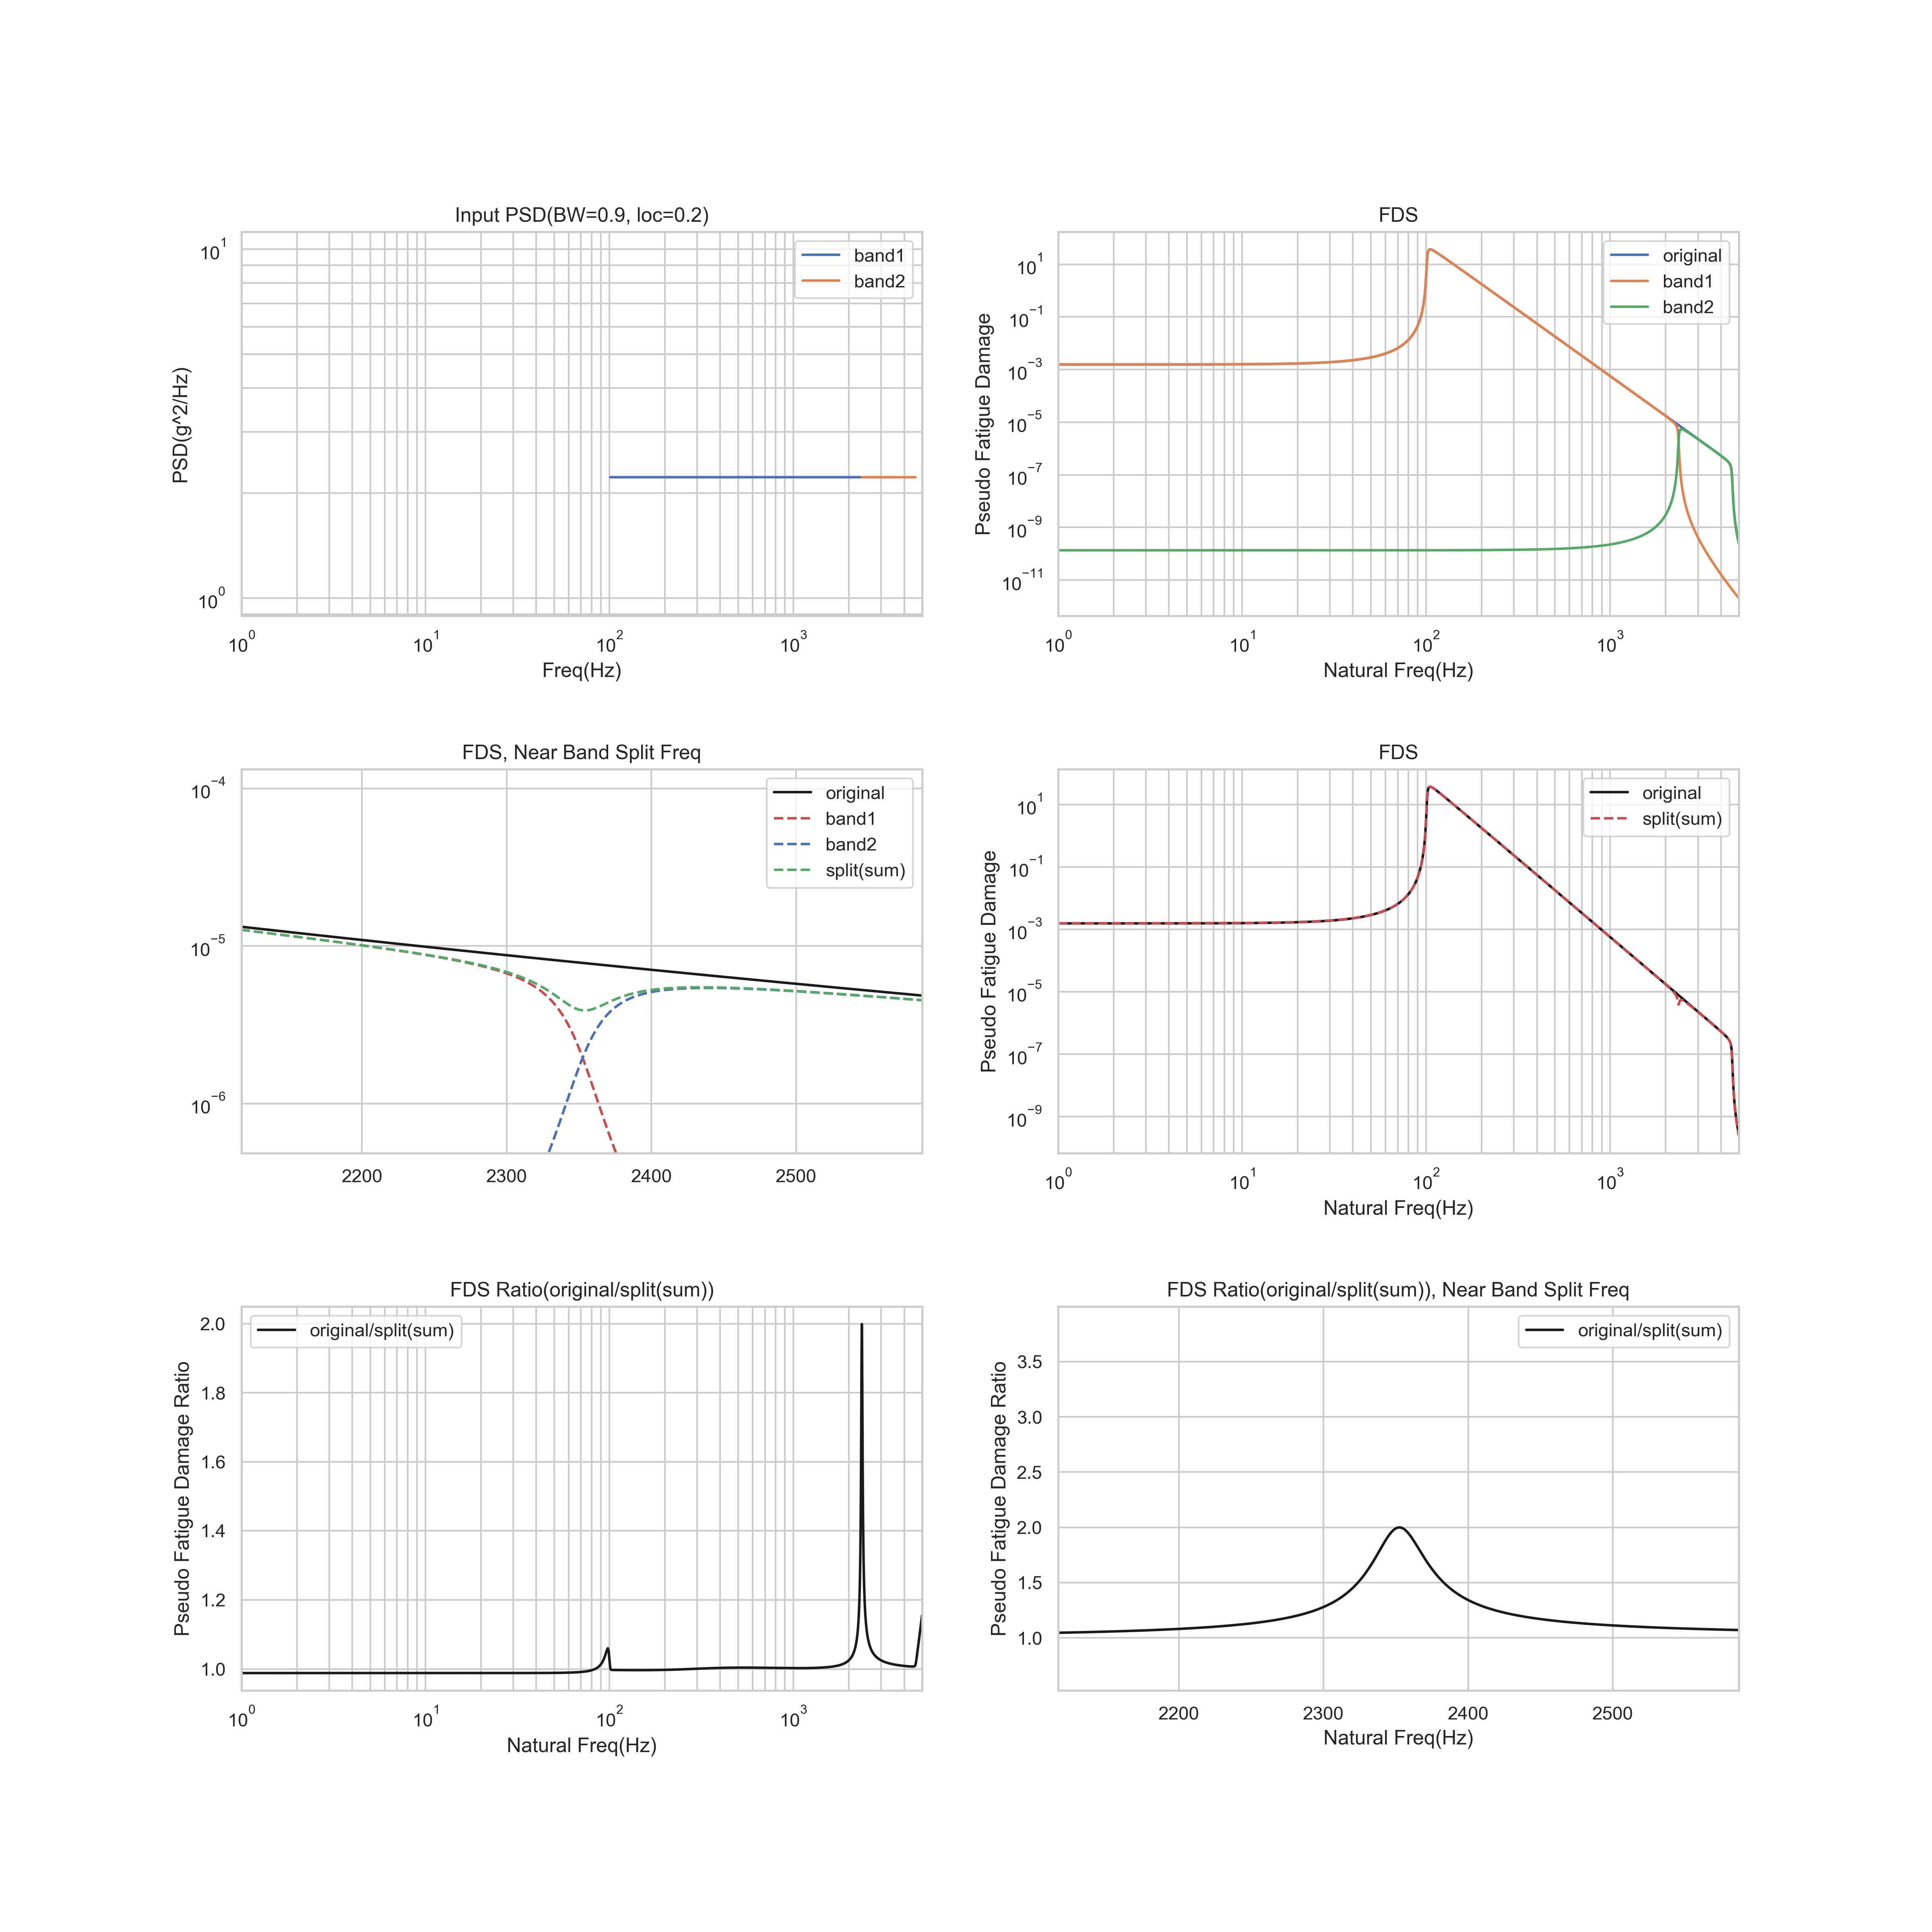 Input PSD(BW=0.9, loc=0.2)
10^1
10^0
PSD(g^2/Hz)
band1
band2
10^0 10^1 10^2 10^3
Freq(Hz)
FDS
10^1
10^−1
10^−3
10^−5
10^−7
10^−9
10^−11
Pseudo Fatigue Damage
original
band1
band2
10^0 10^1 10^2 10^3
Natural Freq(Hz)
FDS, Near Band Split Freq
10^−4
10^−5
10^−6
original
band1
band2
split(sum)
2200 2300 2400 2500
FDS
10^1
10^−1
10^−3
10^−5
10^−7
10^−9
Pseudo Fatigue Damage
original
split(sum)
10^0 10^1 10^2 10^3
Natural Freq(Hz)
FDS Ratio(original/split(sum))
2.0
1.8
1.6
1.4
1.2
1.0
Pseudo Fatigue Damage Ratio
original/split(sum)
10^0 10^1 10^2 10^3
Natural Freq(Hz)
FDS Ratio(original/split(sum)), Near Band Split Freq
3.5
3.0
2.5
2.0
1.5
1.0
Pseudo Fatigue Damage Ratio
original/split(sum)
2200 2300 2400 2500
Natural Freq(Hz)